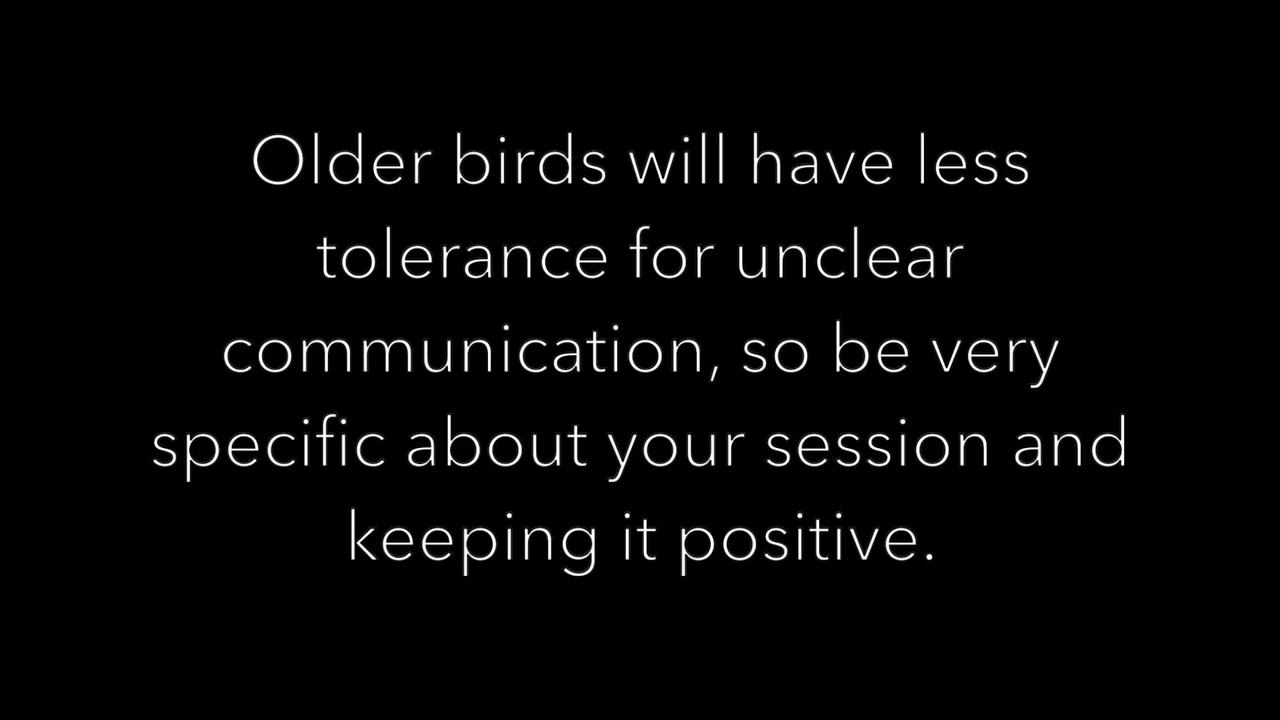 Older birds will have less
tolerance for unclear
communication, so be very
specific about your session and
keeping it positive.